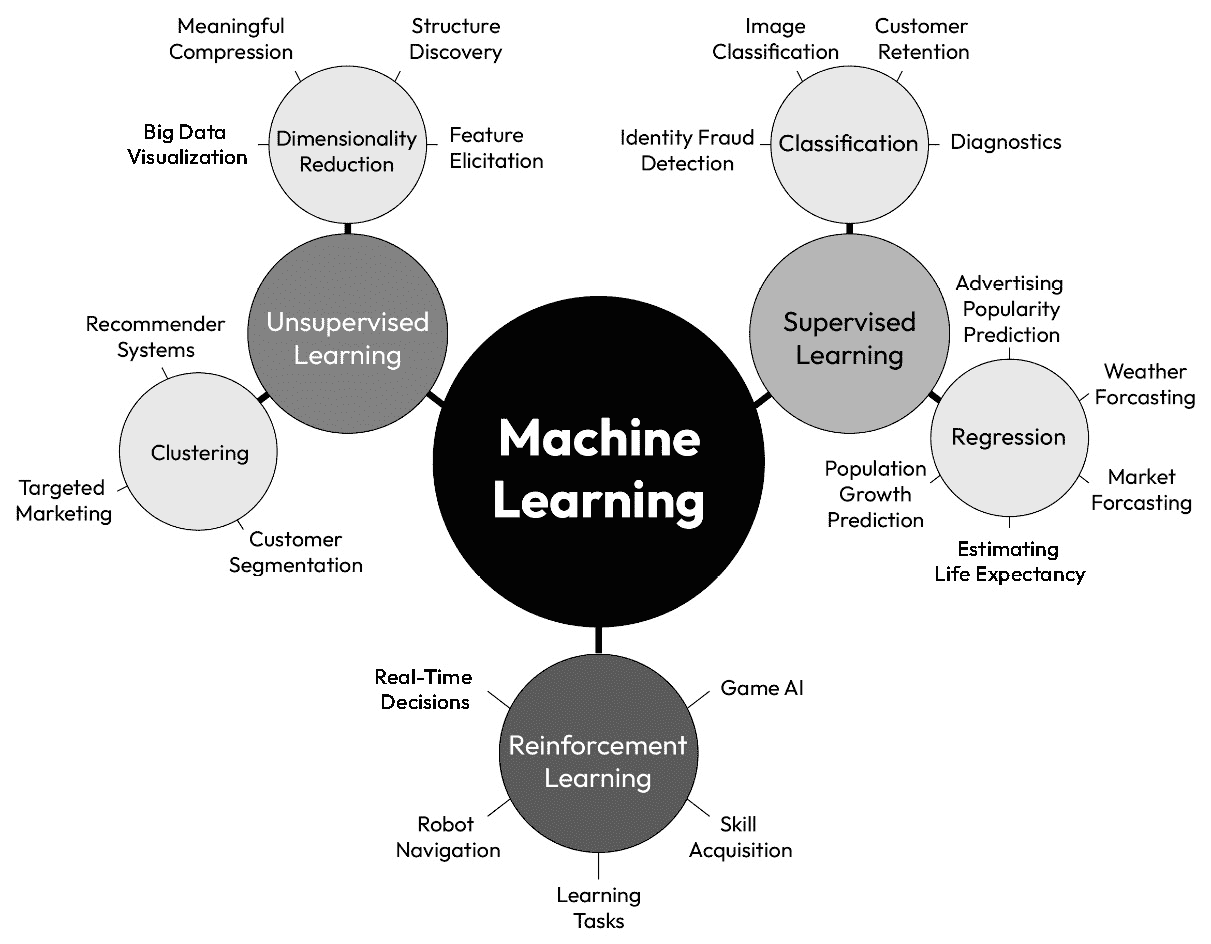 Meaningful
Compression
Structure
Discovery
Big Data
Visualization
Dimensionality
Reduction
Feature
Elicitation
Unsupervised
Learning
Recommender
Systems
Clustering
Targeted
Marketing
Customer
Segmentation
Image
Classification
Customer
Retention
Identity Fraud
Detection
Classification
Diagnostics
Supervised
Learning
Advertising
Popularity
Prediction
Weather
Forcasting
Regression
Population
Growth
Prediction
Market
Forcasting
Estimating
Life Expectancy
Machine
Learning
Real-Time
Decisions
Game AI
Reinforcement
Learning
Robot
Navigation
Skill
Acquisition
Learning
Tasks